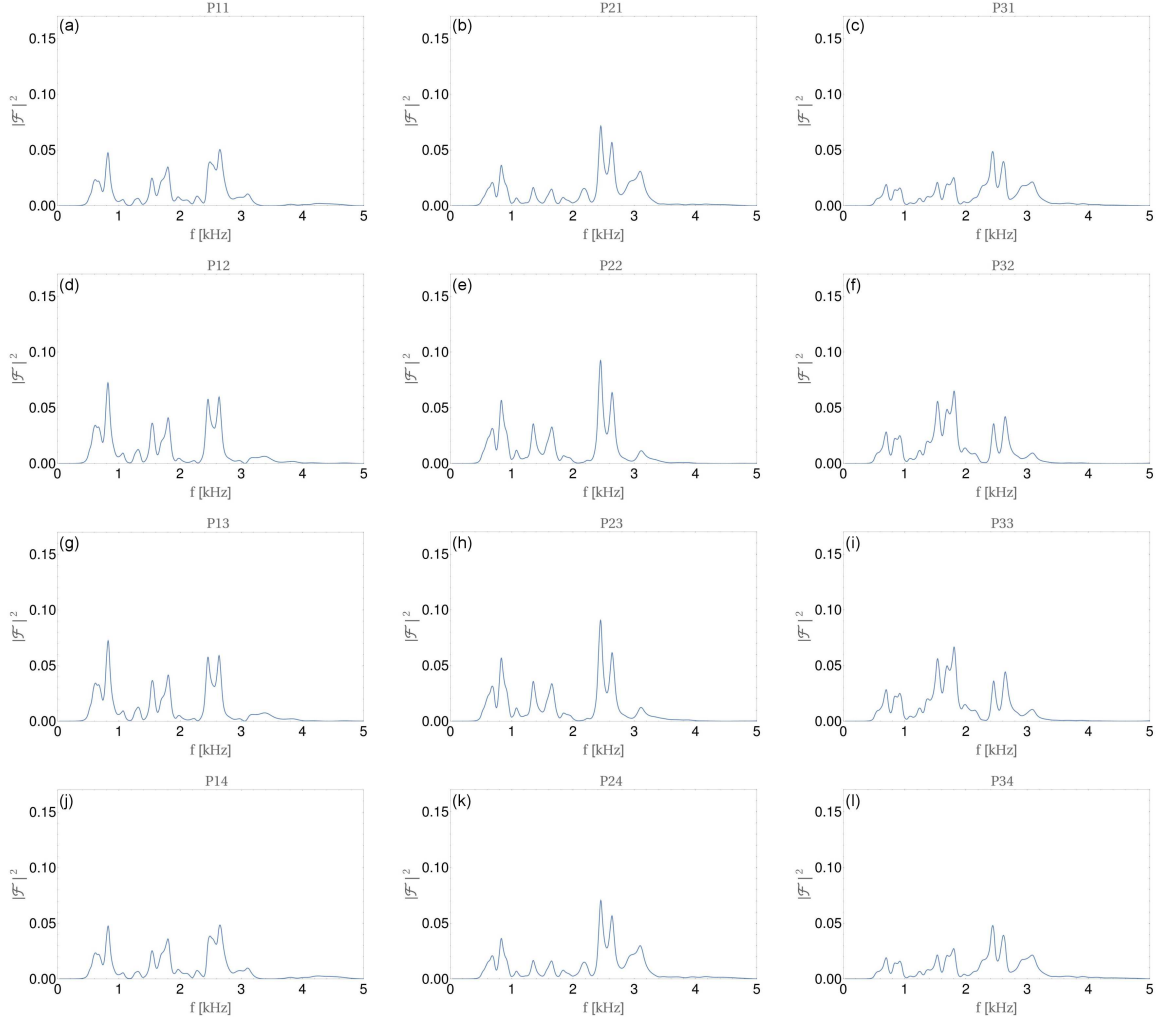 P11
(a)
0.15
0.10
0.05
0.00
|ℱ|²
0 1 2 3 4 5
f [kHz]
P21
(b)
0.15
0.10
0.05
0.00
|ℱ|²
0 1 2 3 4 5
f [kHz]
P31
(c)
0.15
0.10
0.05
0.00
|ℱ|²
0 1 2 3 4 5
f [kHz]
P12
(d)
0.15
0.10
0.05
0.00
|ℱ|²
0 1 2 3 4 5
f [kHz]
P22
(e)
0.15
0.10
0.05
0.00
|ℱ|²
0 1 2 3 4 5
f [kHz]
P32
(f)
0.15
0.10
0.05
0.00
|ℱ|²
0 1 2 3 4 5
f [kHz]
P13
(g)
0.15
0.10
0.05
0.00
|ℱ|²
0 1 2 3 4 5
f [kHz]
P23
(h)
0.15
0.10
0.05
0.00
|ℱ|²
0 1 2 3 4 5
f [kHz]
P33
(i)
0.15
0.10
0.05
0.00
|ℱ|²
0 1 2 3 4 5
f [kHz]
P14
(j)
0.15
0.10
0.05
0.00
|ℱ|²
0 1 2 3 4 5
f [kHz]
P24
(k)
0.15
0.10
0.05
0.00
|ℱ|²
0 1 2 3 4 5
f [kHz]
P34
(l)
0.15
0.10
0.05
0.00
|ℱ|²
0 1 2 3 4 5
f [kHz]